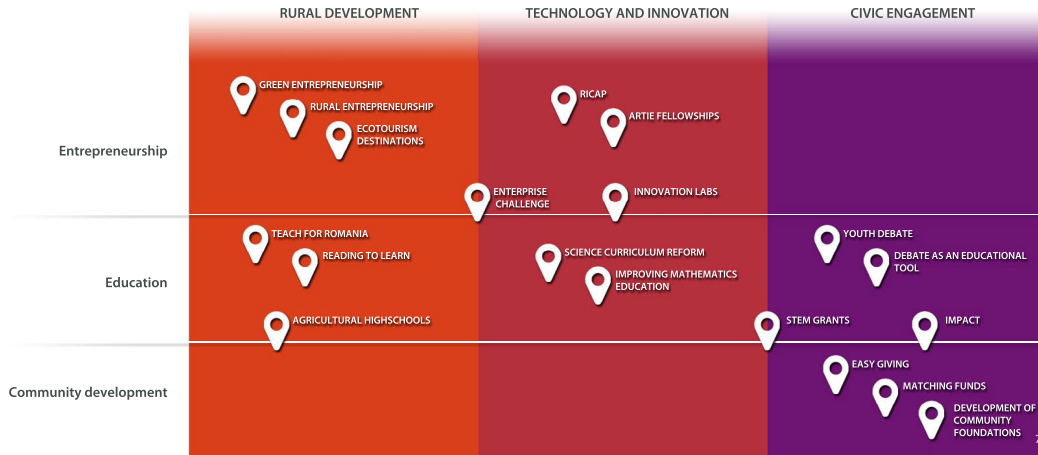 RURAL DEVELOPMENT
TECHNOLOGY AND INNOVATION
CIVIC ENGAGEMENT
Entrepreneurship
GREEN ENTREPRENEURSHIP
RURAL ENTREPRENEURSHIP
ECOTOURISM
DESTINATIONS
RICAP
ARTIE FELLOWSHIPS
ENTERPRISE
CHALLENGE
INNOVATION LABS
Education
TEACH FOR ROMANIA
READING TO LEARN
AGRICULTURAL HIGHSCHOOLS
SCIENCE CURRICULUM REFORM
IMPROVING MATHEMATICS
EDUCATION
YOUTH DEBATE
DEBATE AS AN EDUCATIONAL
TOOL
STEM GRANTS
IMPACT
Community development
EASY GIVING
MATCHING FUNDS
DEVELOPMENT OF
COMMUNITY
FOUNDATIONS